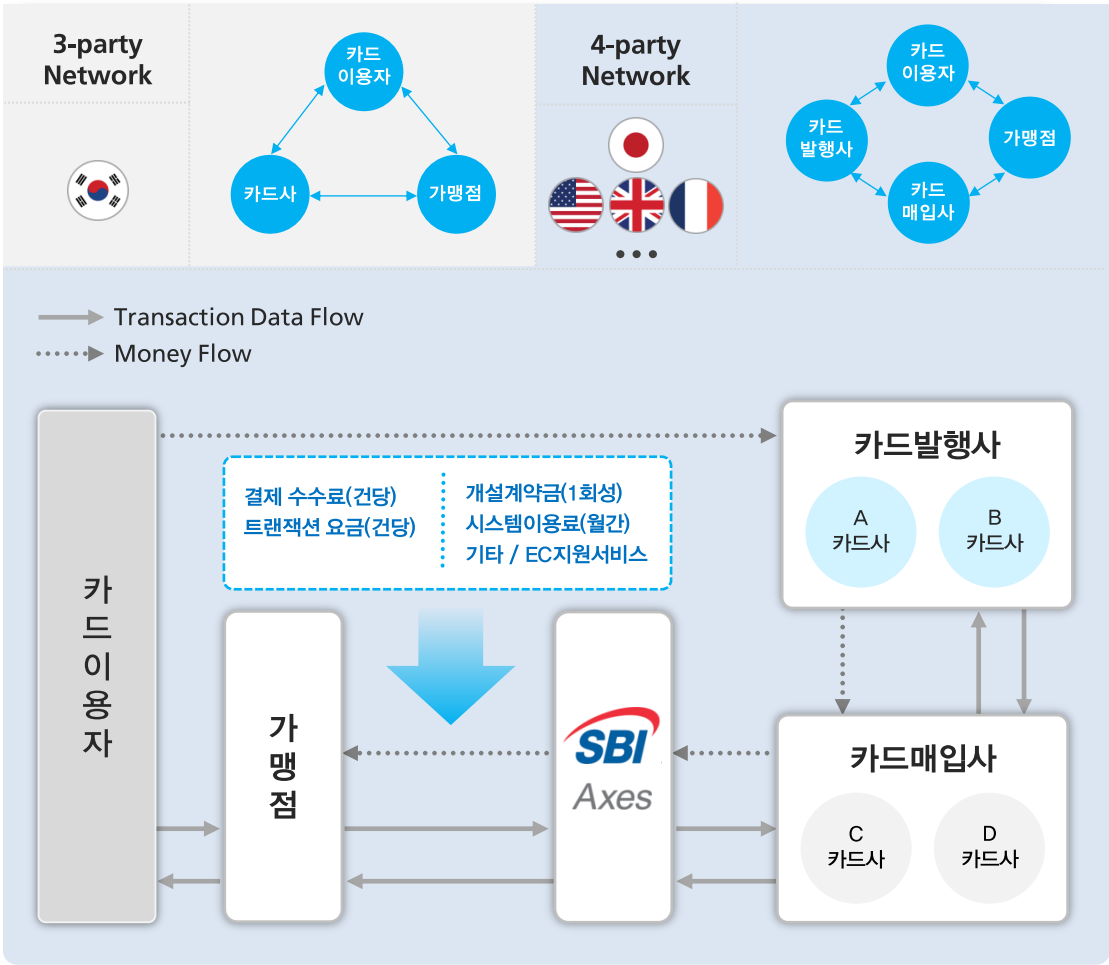 3-party
Network
카드
이용자
카드사
가맹점
4-party
Network
카드
이용자
카드
발행사
가맹점
카드
매입사
Transaction Data Flow
Money Flow
카드이용자
결제 수수료(건당)
트랜잭션 요금(건당)
개설계약금(1회성)
시스템이용료(월간)
기타 / EC지원서비스
가맹점
SBI
Axes
카드발행사
A
카드사
B
카드사
카드매입사
C
카드사
D
카드사